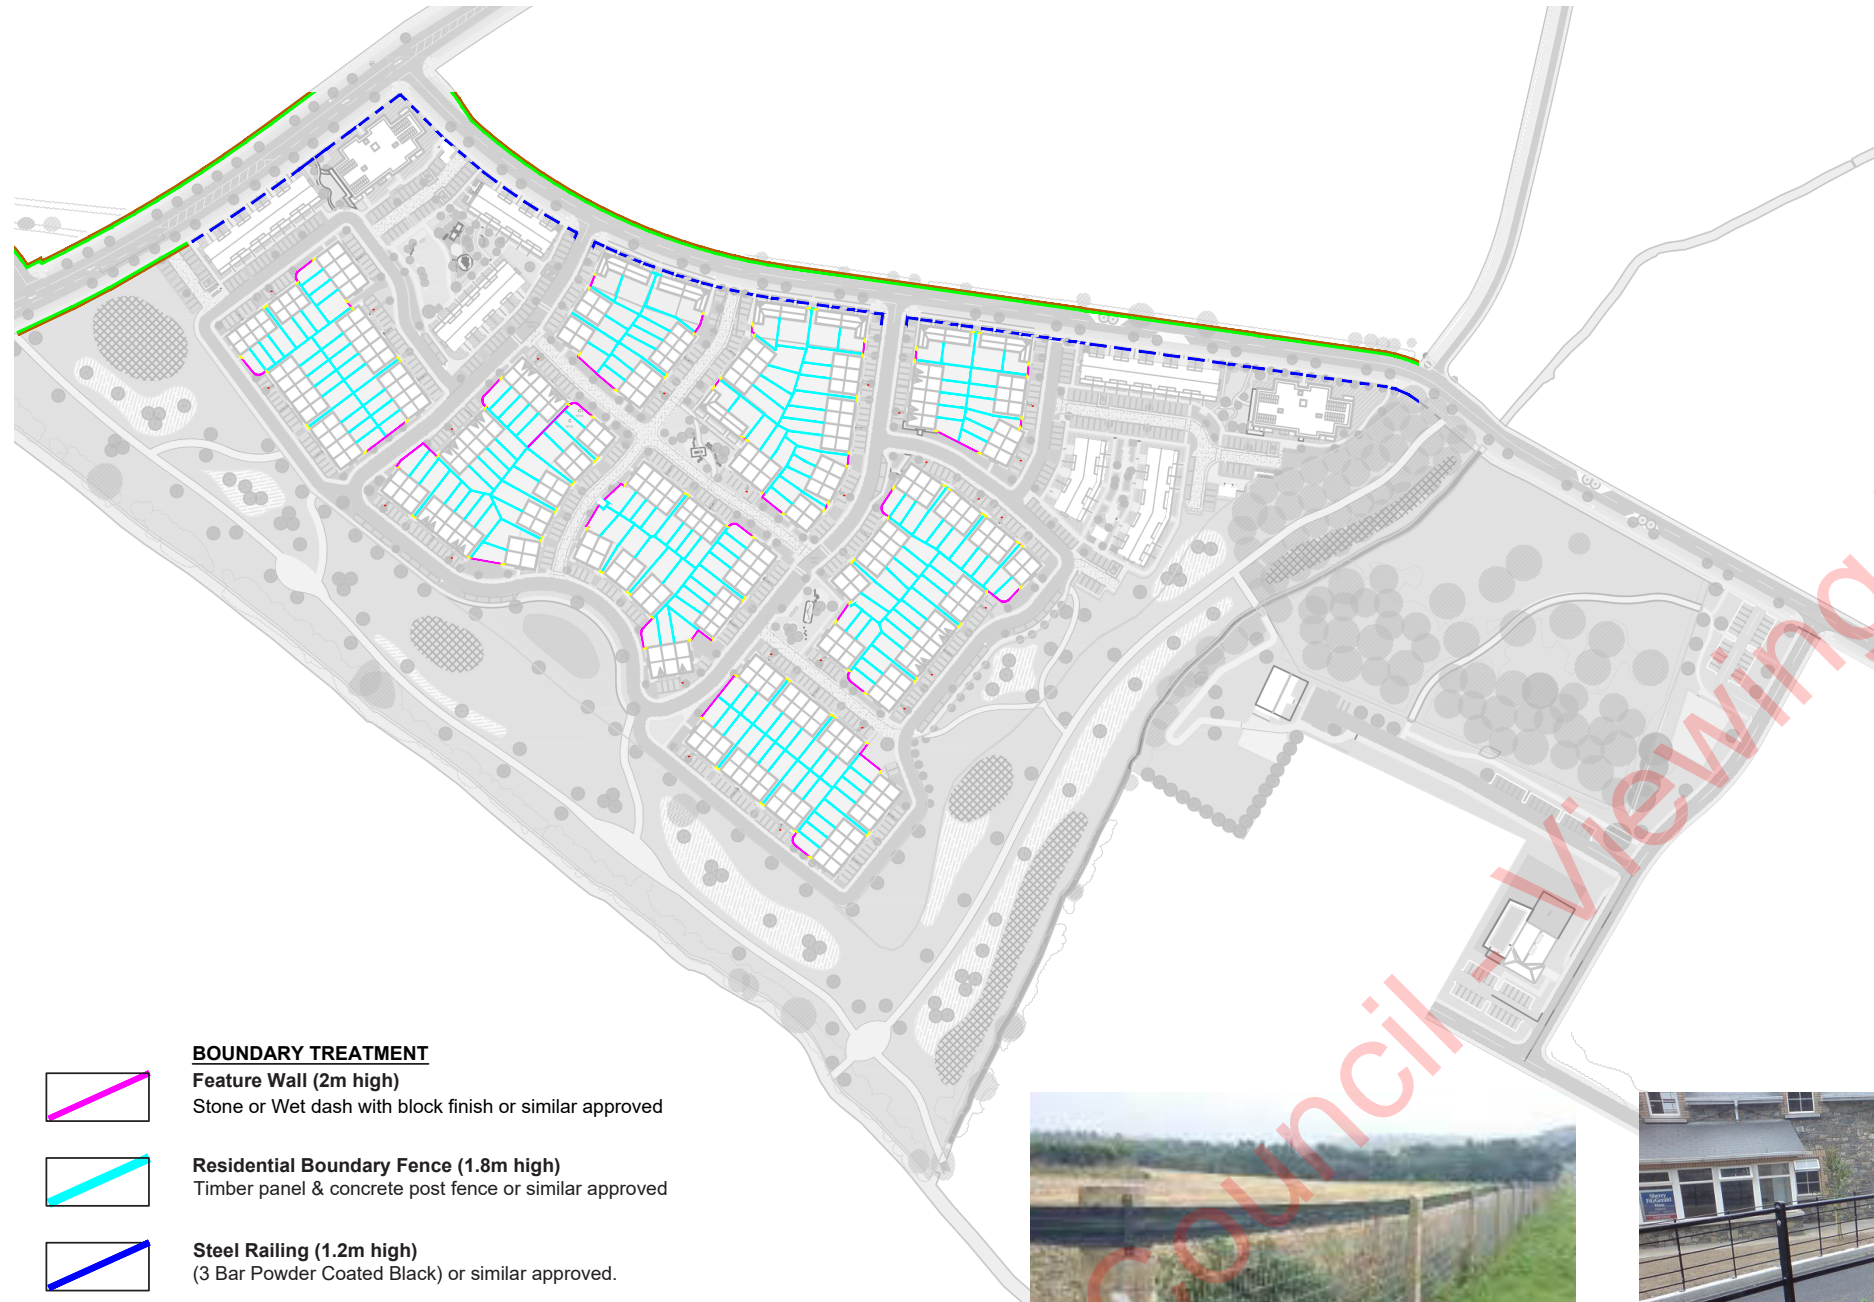 BOUNDARY TREATMENT
Feature Wall (2m high)
Stone or Wet dash with block finish or similar approved
Residential Boundary Fence (1.8m high)
Timber panel & concrete post fence or similar approved
Steel Railing (1.2m high)
(3 Bar Powder Coated Black) or similar approved.
Council - Viewing
Sherry
FitzGerald